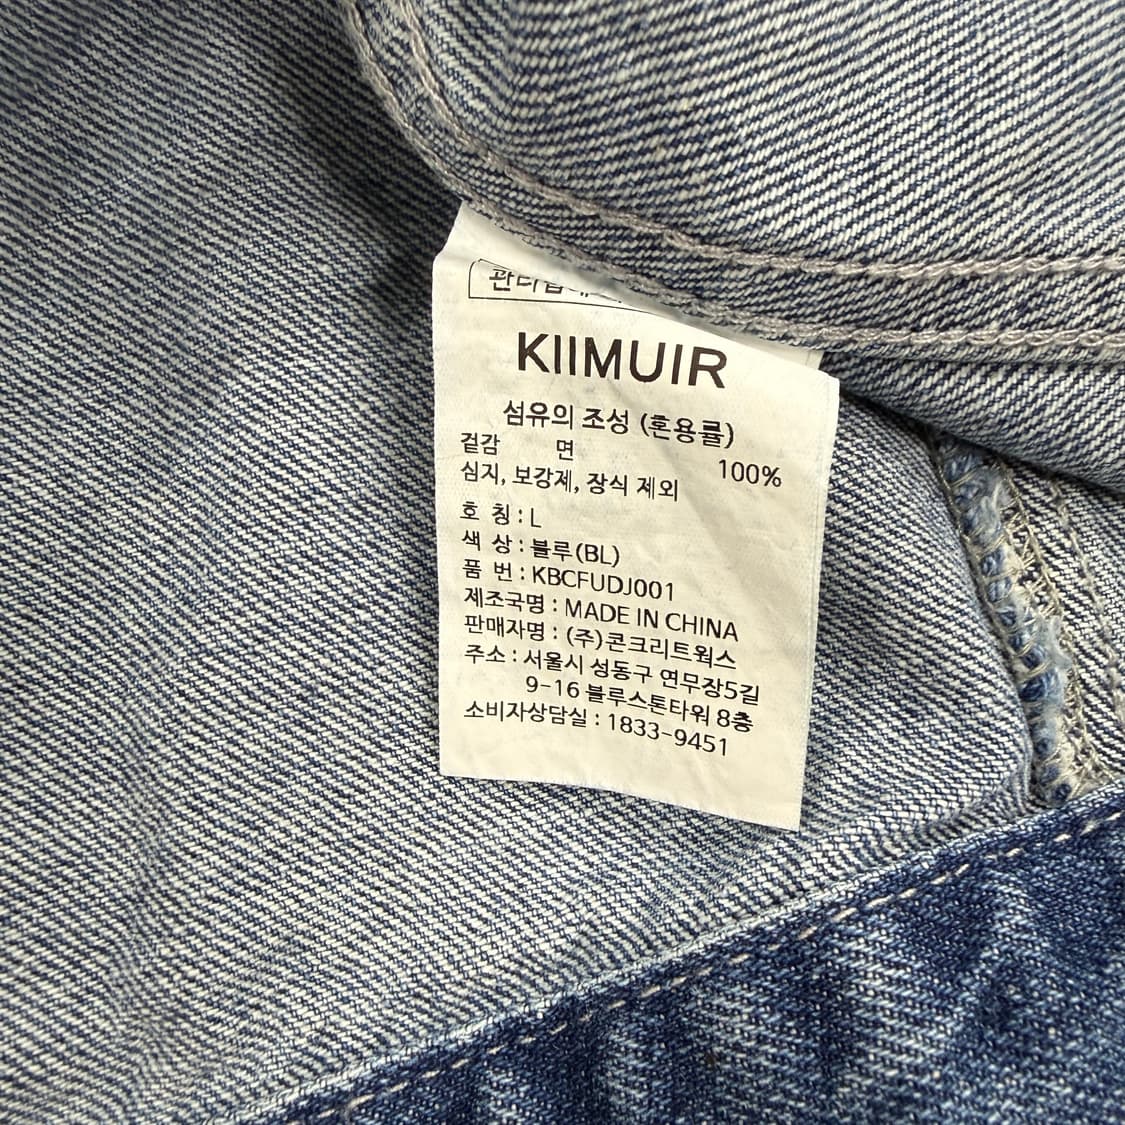 KIIMUIR
섬유의 조성 (혼용률)
겉감 면 100%
심지, 보강제, 장식 제외
호 칭 : L
색 상 : 블루(BL)
품 번 : KBCFUDJ001
제조국명 : MADE IN CHINA
판매자명 : (주)콘크리트웍스
주소 : 서울시 성동구 연무장5길
9-16 블루스톤타워 8층
소비자상담실 : 1833-9451